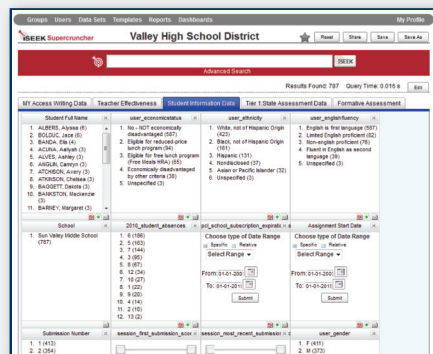 Groups Users Data Sets Templates Reports Dashboards My Profile
iSEEK Supercruncher Valley High School District Reset Share Save Save As
iSEEK
Advanced Search
Results Found: 787 Query Time: 0.016 s Exit
MY Access Writing Data Teacher Effectiveness Student Information Data Tier 1:State Assessment Data Formative Assessment
Student Full Name
1. ALBERS, Alyssa (6)
2. BOLDUC, Jace (6)
3. BANDA, Ella (4)
4. ACUNA, Aaliyah (3)
5. ALVES, Ashley (3)
6. ANGLIN, Camryn (3)
7. ATCHISON, Avery (3)
8. ATKINSON, Chelsea (3)
9. BAGGETT, Dakota (3)
10. BANKSTON, Mackenzie
(3)
11. BARNEY, Margaret (3)
user_economicstatus
1. No - NOT economically
disadvantaged (587)
2. Eligible for reduced-price
lunch program (94)
3. Eligible for free lunch program
(Free Meals HRA) (65)
4. Economically disadvantaged
by other criteria (38)
5. Unspecified (3)
user_ethnicity
1. White, not of Hispanic Origin
(423)
2. Black, not of Hispanic Origin
(161)
3. Hispanic (131)
4. Nondisclosed (37)
5. Asian or Pacific Islander (32)
6. Unspecified (3)
user_englishfluency
1. English is first language (587)
2. Limited English proficient (82)
3. Non-english proficient (76)
4. Fluent in English as second
language (39)
5. Unspecified (3)
School
1. Sun Valley Middle School
(787)
2010_student_absences
1. 6 (186)
2. 5 (163)
3. 7 (144)
4. 3 (95)
5. 8 (67)
6. 12 (34)
7. 10 (27)
8. 1 (22)
9. 9 (20)
10. 4 (14)
11. 2 (10)
12. 13 (2)
pcl_school_subscription_expiratio
Choose type of Date Range
Specific Relative
Select Range
From: 01-01-200
To: 01-01-201
Submit
Assignment Start Date
Choose type of Date Range
Specific Relative
Select Range
From: 01-01-200
To: 01-01-201
Submit
Submission Number
1. 1 (413)
2. 2 (354)
session_first_submission_scor
session_most_recent_submission
user_gender
1. F (411)
2. M (373)